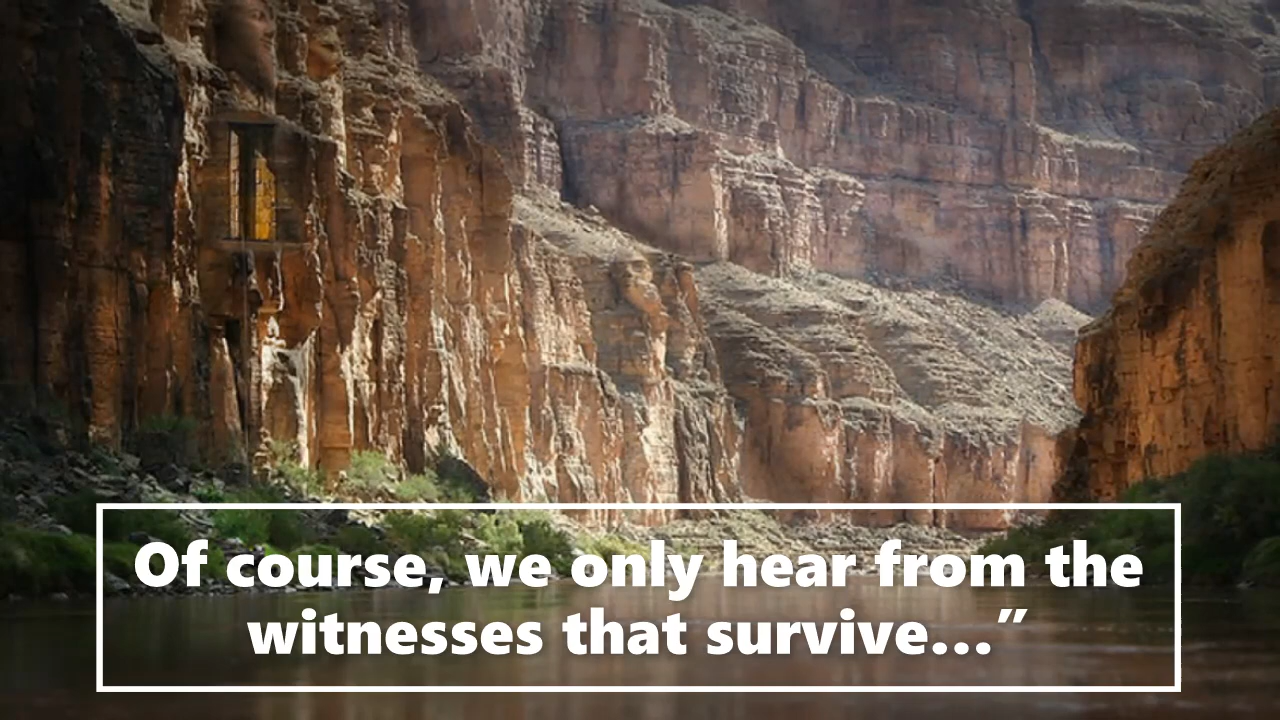 Of course, we only hear from the
witnesses that survive...”